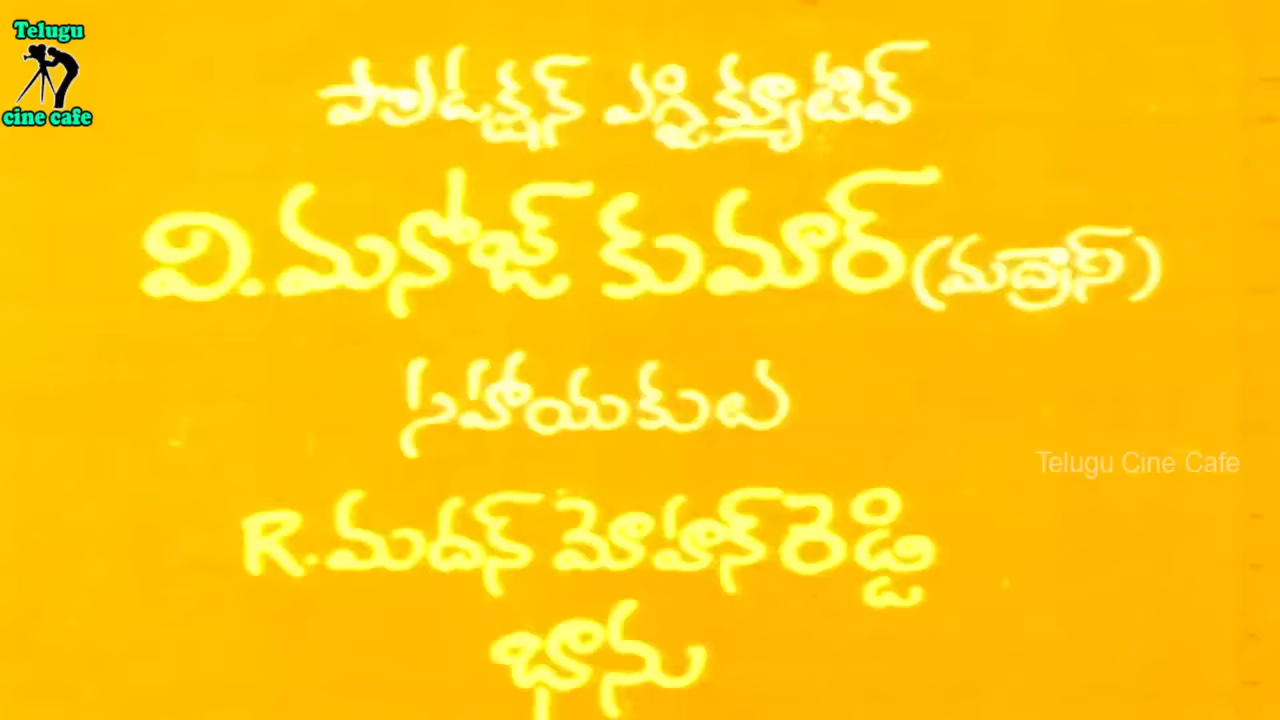 Telugu
cine cafe
ప్రొడక్షన్ ఎగ్జిక్యూటివ్
వి.మనోజ్ కుమార్ (మద్రాస్)
సహాయకులు
R.మదన్ మోహన్ రెడ్డి
భాను
Telugu Cine Cafe